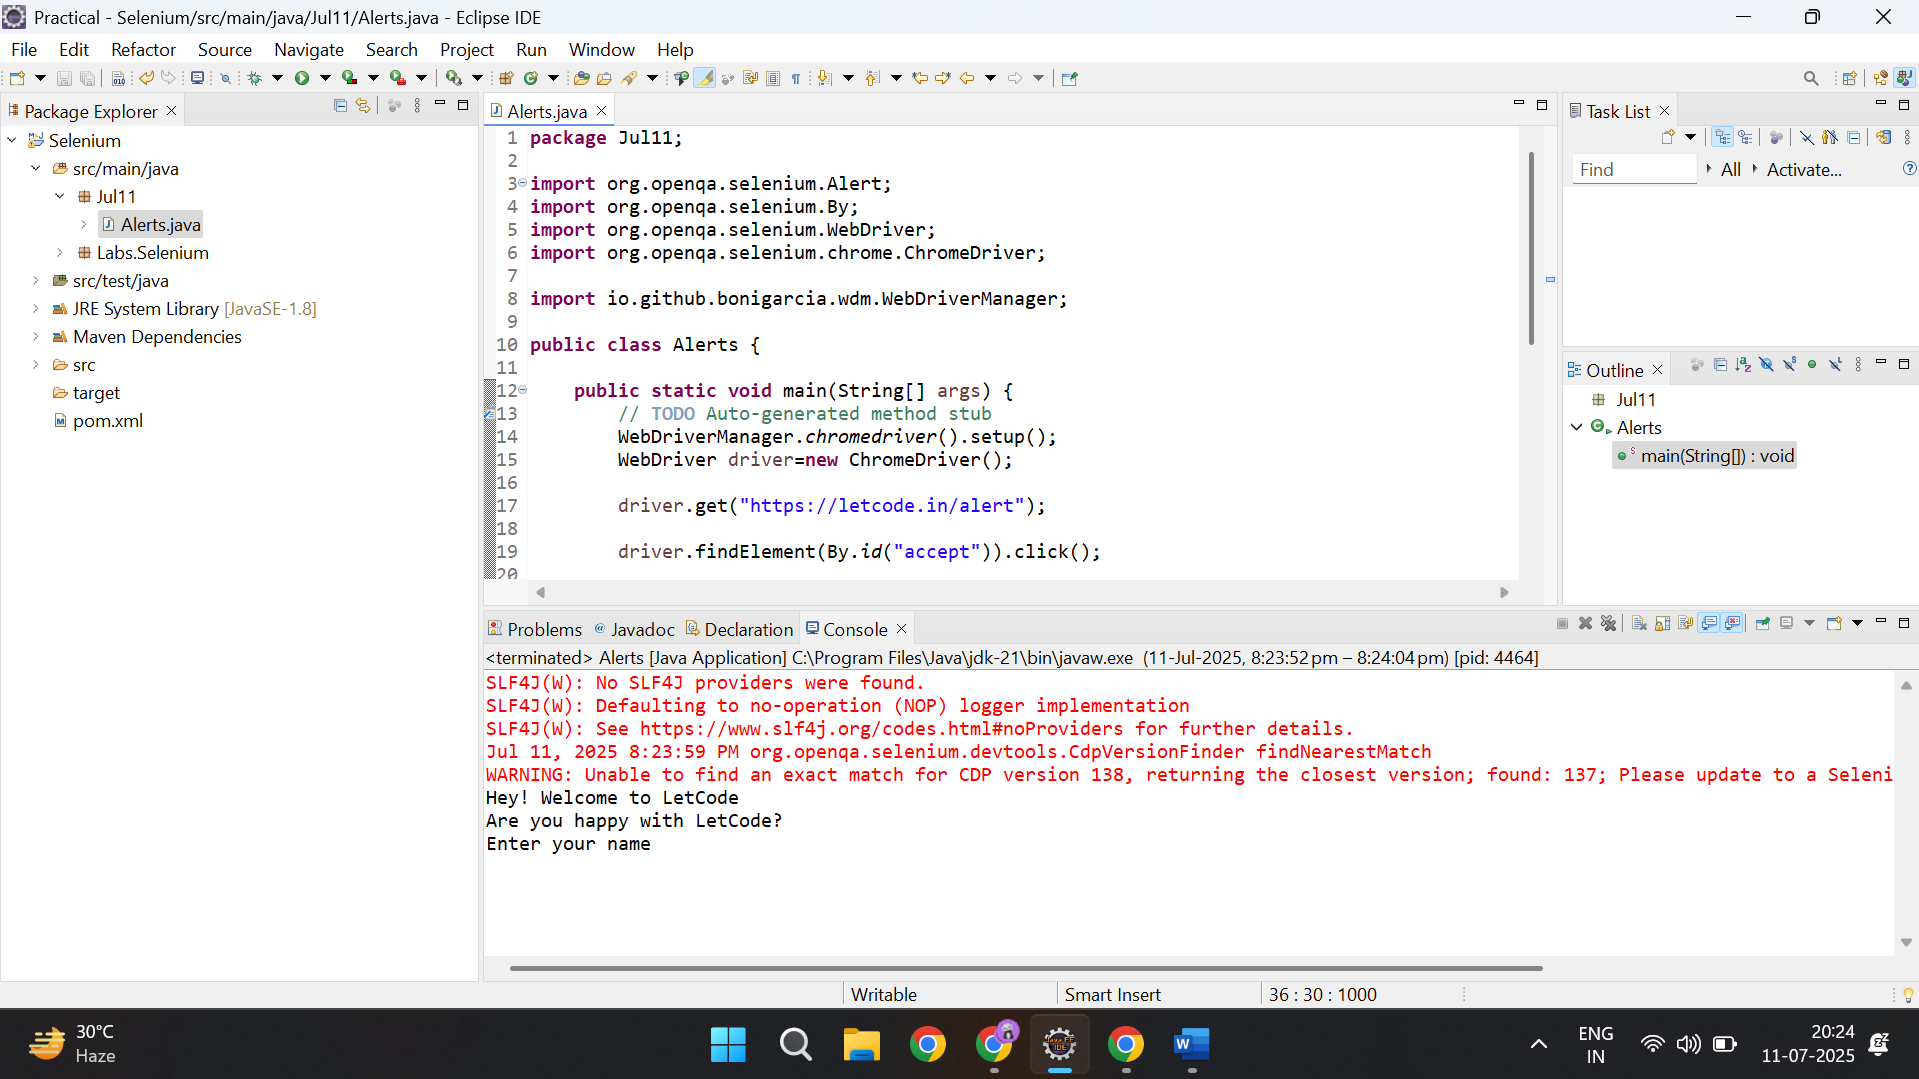 Practical - Selenium/src/main/java/Jul11/Alerts.java - Eclipse IDE
File Edit Refactor Source Navigate Search Project Run Window Help
Package Explorer
Selenium
src/main/java
Jul11
Alerts.java
Labs.Selenium
src/test/java
JRE System Library [JavaSE-1.8]
Maven Dependencies
src
target
pom.xml
Alerts.java
1 package Jul11;
2
3 import org.openqa.selenium.Alert;
4 import org.openqa.selenium.By;
5 import org.openqa.selenium.WebDriver;
6 import org.openqa.selenium.chrome.ChromeDriver;
7
8 import io.github.bonigarcia.wdm.WebDriverManager;
9
10 public class Alerts {
11
12 public static void main(String[] args) {
13 // TODO Auto-generated method stub
14 WebDriverManager.chromedriver().setup();
15 WebDriver driver=new ChromeDriver();
16
17 driver.get("https://letcode.in/alert");
18
19 driver.findElement(By.id("accept")).click();
20
Task List
Find All Activate...
Outline
Jul11
Alerts
main(String[]) : void
Problems Javadoc Declaration Console
<terminated> Alerts [Java Application] C:\Program Files\Java\jdk-21\bin\javaw.exe (11-Jul-2025, 8:23:52 pm – 8:24:04 pm) [pid: 4464]
SLF4J(W): No SLF4J providers were found.
SLF4J(W): Defaulting to no-operation (NOP) logger implementation
SLF4J(W): See https://www.slf4j.org/codes.html#noProviders for further details.
Jul 11, 2025 8:23:59 PM org.openqa.selenium.devtools.CdpVersionFinder findNearestMatch
WARNING: Unable to find an exact match for CDP version 138, returning the closest version; found: 137; Please update to a Seleni
Hey! Welcome to LetCode
Are you happy with LetCode?
Enter your name
Writable Smart Insert 36 : 30 : 1000
30°C
Haze
ENG
IN
20:24
11-07-2025